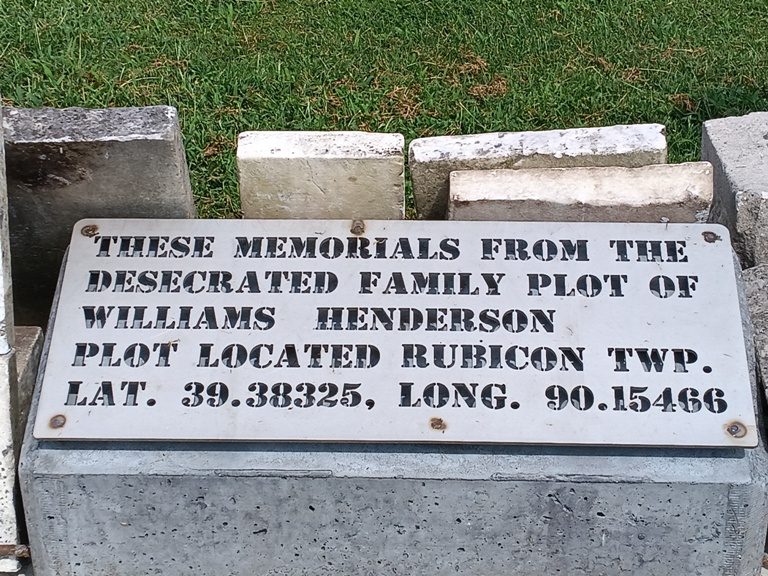 THESE MEMORIALS FROM THE
DESECRATED FAMILY PLOT OF
WILLIAMS HENDERSON
PLOT LOCATED RUBICON TWP.
LAT. 39.38325, LONG. 90.15466